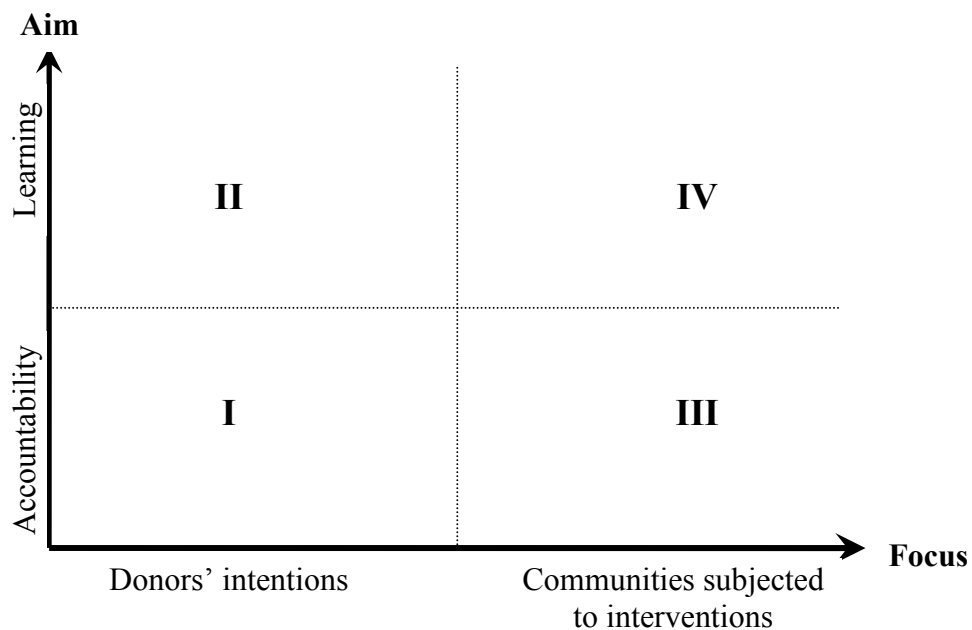 Aim
Learning
II
IV
Accountability
I
III
Focus
Donors’ intentions
Communities subjected
to interventions